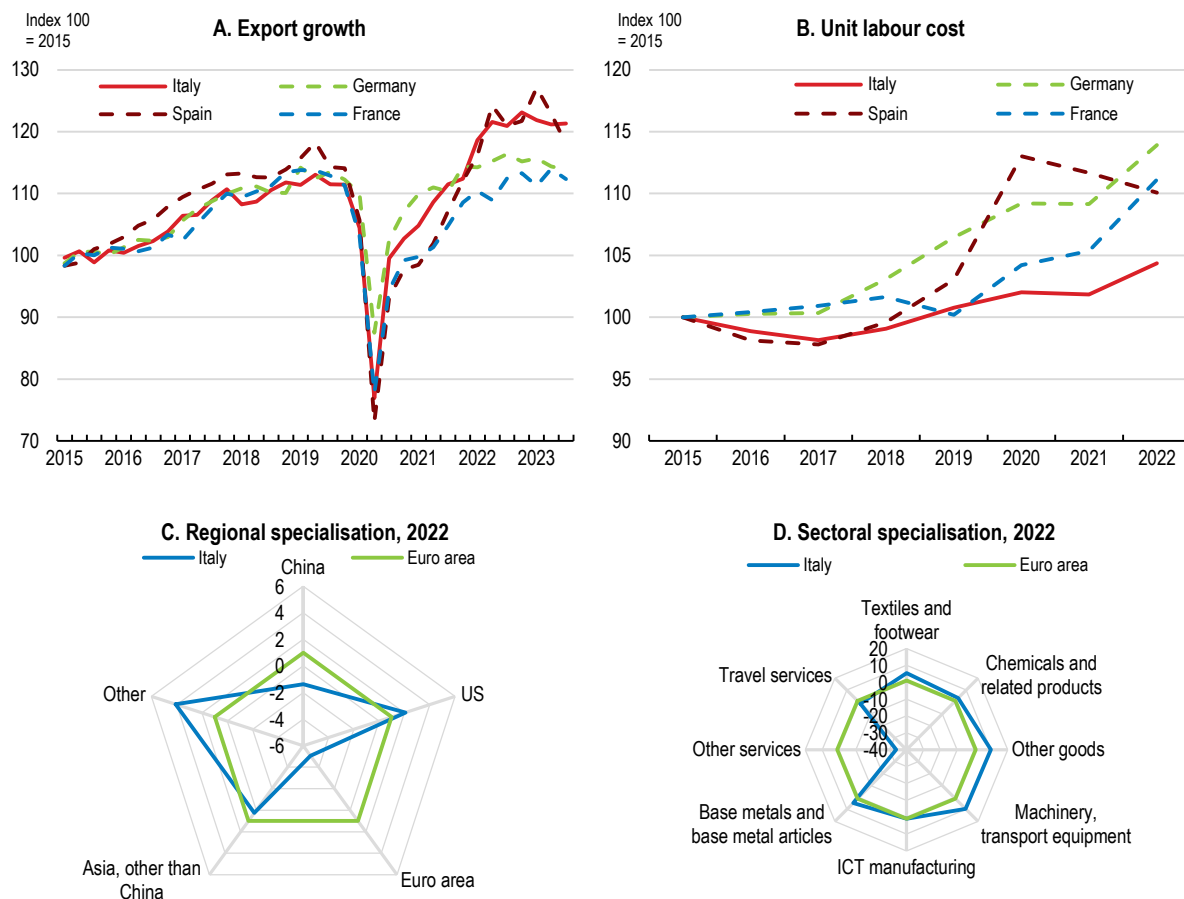 Index 100
= 2015
A. Export growth
130
120
110
100
90
80
70
Italy
Germany
Spain
France
2015 2016 2017 2018 2019 2020 2021 2022 2023
Index 100
= 2015
B. Unit labour cost
120
115
110
105
100
95
90
Italy
Germany
Spain
France
2015 2016 2017 2018 2019 2020 2021 2022
C. Regional specialisation, 2022
Italy
Euro area
China
6
4
2
0
-2
-4
-6
US
Euro area
Asia, other than
China
Other
D. Sectoral specialisation, 2022
Italy
Euro area
Textiles and
footwear
20
10
0
-10
-20
-30
-40
Chemicals and
related products
Other goods
Machinery,
transport equipment
ICT manufacturing
Base metals and
base metal articles
Other services
Travel services